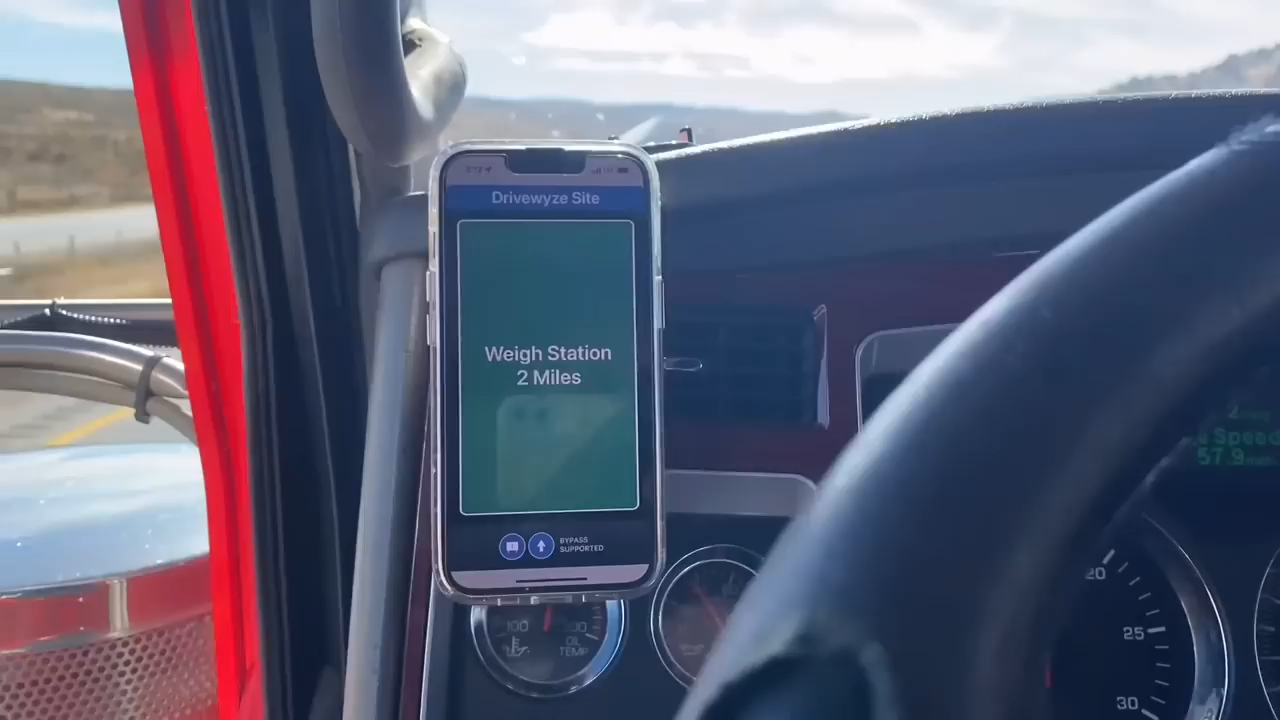 Drivewyze Site
Weigh Station
2 Miles
BYPASS
SUPPORTED
Speed
57.9
100
OIL
TEMP
20
25
30